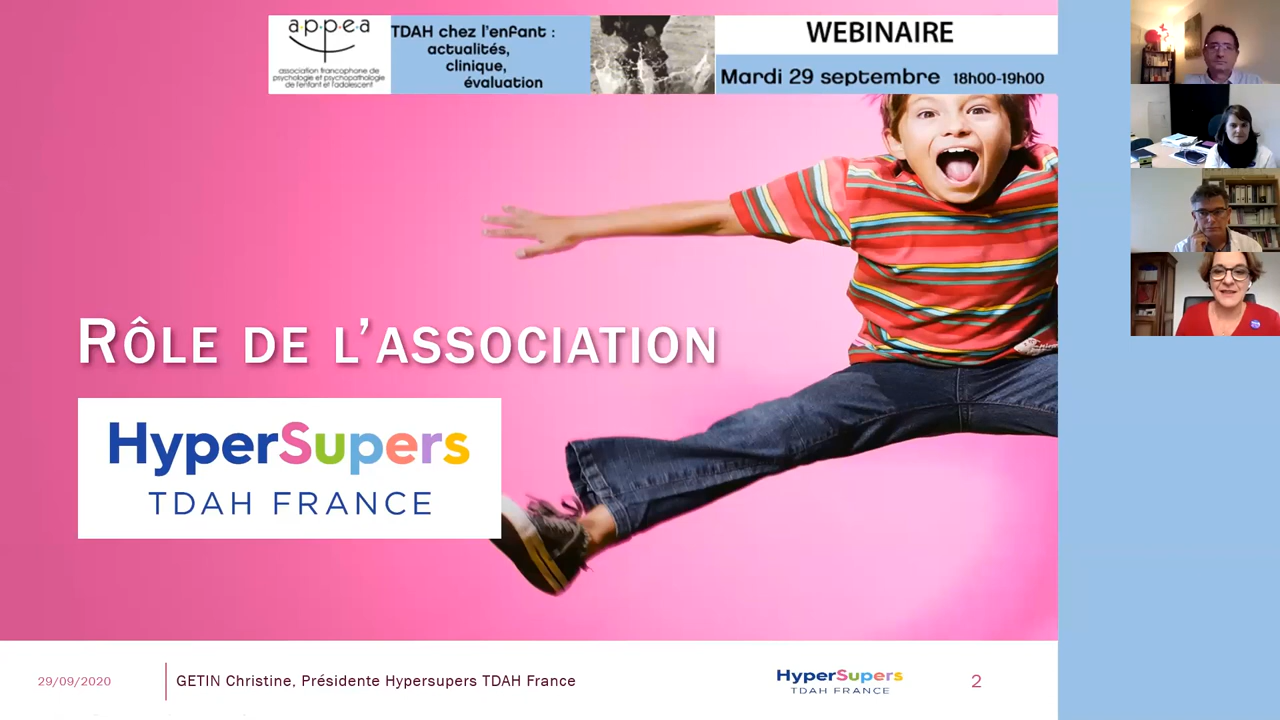 appea
association francophone de
psychologie et psychopathologie
de l'enfant et l'adolescent
TDAH chez l'enfant :
actualités,
clinique,
évaluation
WEBINAIRE
Mardi 29 septembre 18h00-19h00
RÔLE DE L'ASSOCIATION
HyperSupers
TDAH FRANCE
29/09/2020
GETIN Christine, Présidente Hypersupers TDAH France
HyperSupers
TDAH FRANCE
2